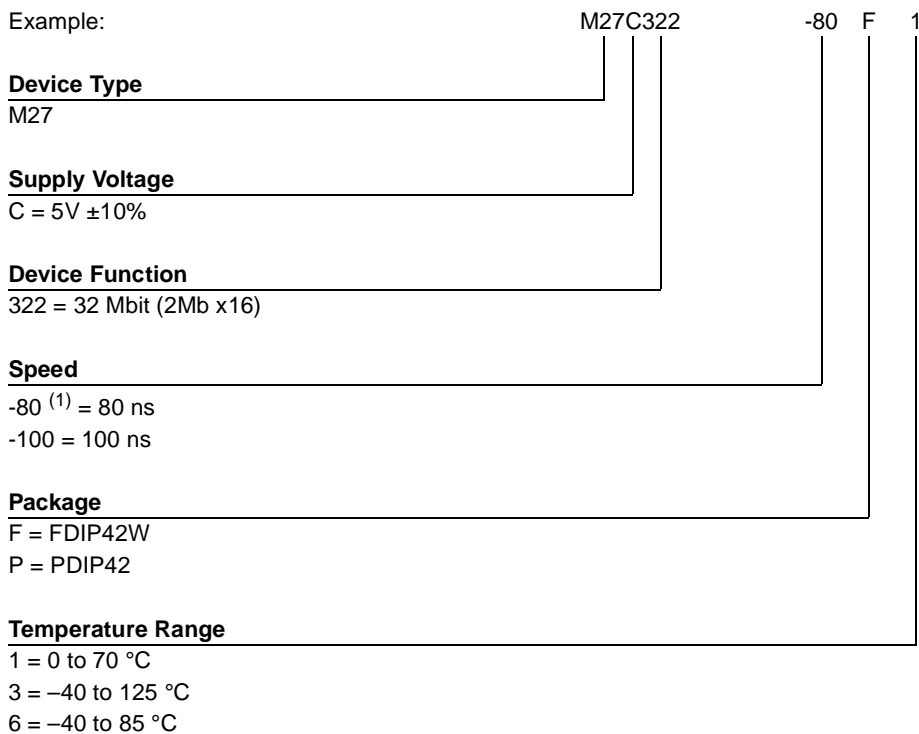 Example: M27C322 -80 F 1
Device Type
M27
Supply Voltage
C = 5V ±10%
Device Function
322 = 32 Mbit (2Mb x16)
Speed
-80 (1) = 80 ns
-100 = 100 ns
Package
F = FDIP42W
P = PDIP42
Temperature Range
1 = 0 to 70 °C
3 = –40 to 125 °C
6 = –40 to 85 °C